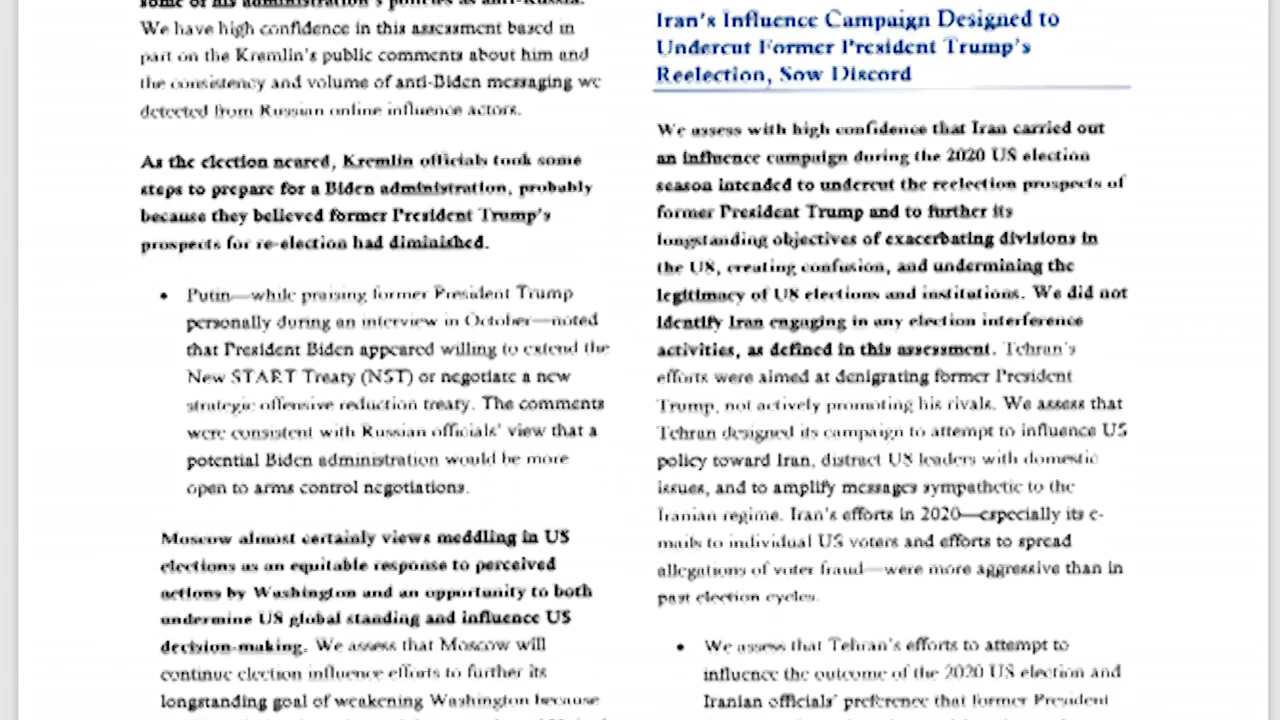 some of his administration's policies as anti-Russia.
We have high confidence in this assessment based in
part on the Kremlin's public comments about him and
the consistency and volume of anti-Biden messaging we
detected from Russian online influence actors.
As the election neared, Kremlin officials took some
steps to prepare for a Biden administration, probably
because they believed former President Trump's
prospects for re-election had diminished.
• Putin—while praising former President Trump
personally during an interview in October—noted
that President Biden appeared willing to extend the
New START Treaty (NST) or negotiate a new
strategic offensive reduction treaty. The comments
were consistent with Russian officials' view that a
potential Biden administration would be more
open to arms control negotiations.
Moscow almost certainly views meddling in US
elections as an equitable response to perceived
actions by Washington and an opportunity to both
undermine US global standing and influence US
decision-making. We assess that Moscow will
continue election influence efforts to further its
longstanding goal of weakening Washington because
Iran's Influence Campaign Designed to
Undercut Former President Trump's
Reelection, Sow Discord
We assess with high confidence that Iran carried out
an influence campaign during the 2020 US election
season intended to undercut the reelection prospects of
former President Trump and to further its
longstanding objectives of exacerbating divisions in
the US, creating confusion, and undermining the
legitimacy of US elections and institutions. We did not
identify Iran engaging in any election interference
activities, as defined in this assessment. Tehran's
efforts were aimed at denigrating former President
Trump, not actively promoting his rivals. We assess that
Tehran designed its campaign to attempt to influence US
policy toward Iran, distract US leaders with domestic
issues, and to amplify messages sympathetic to the
Iranian regime. Iran's efforts in 2020—especially its e-
mails to individual US voters and efforts to spread
allegations of voter fraud—were more aggressive than in
past election cycles.
• We assess that Tehran's efforts to attempt to
influence the outcome of the 2020 US election and
Iranian officials' preference that former President